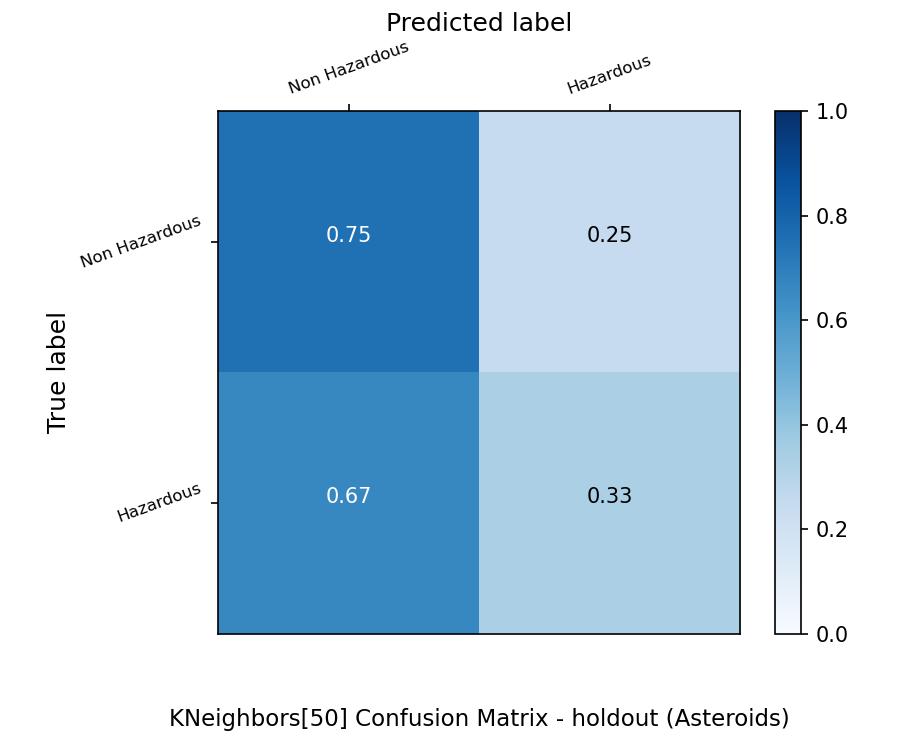 Predicted label
Non Hazardous
Hazardous
Non Hazardous
Hazardous
True label
0.75
0.25
0.67
0.33
1.0
0.8
0.6
0.4
0.2
0.0
KNeighbors[50] Confusion Matrix - holdout (Asteroids)